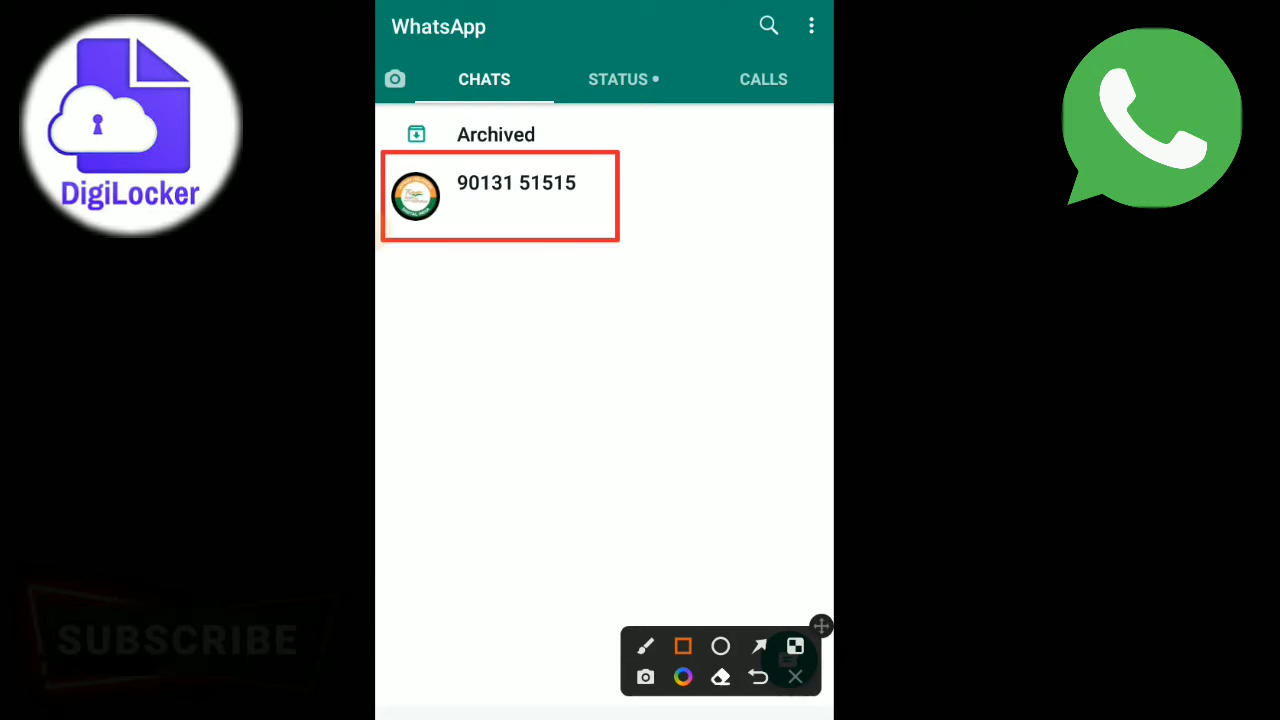 WhatsApp
CHATS
STATUS
CALLS
Archived
90131 51515
DigiLocker
SUBSCRIBE